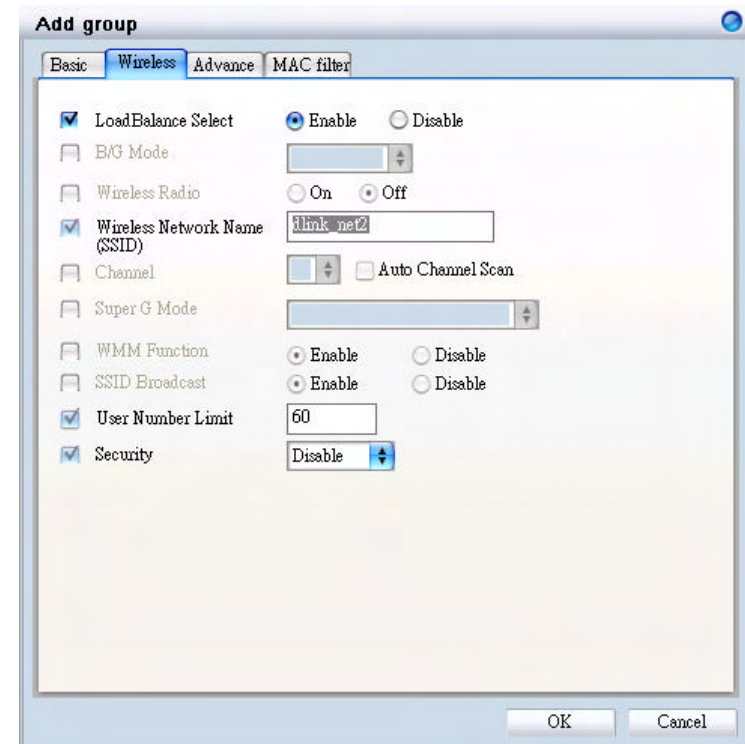 Add group
Basic Wireless Advance MAC filter
LoadBalance Select Enable Disable
B/G Mode
Wireless Radio On Off
Wireless Network Name dlink_net2
(SSID)
Channel Auto Channel Scan
Super G Mode
WMM Function Enable Disable
SSID Broadcast Enable Disable
User Number Limit 60
Security Disable
OK Cancel